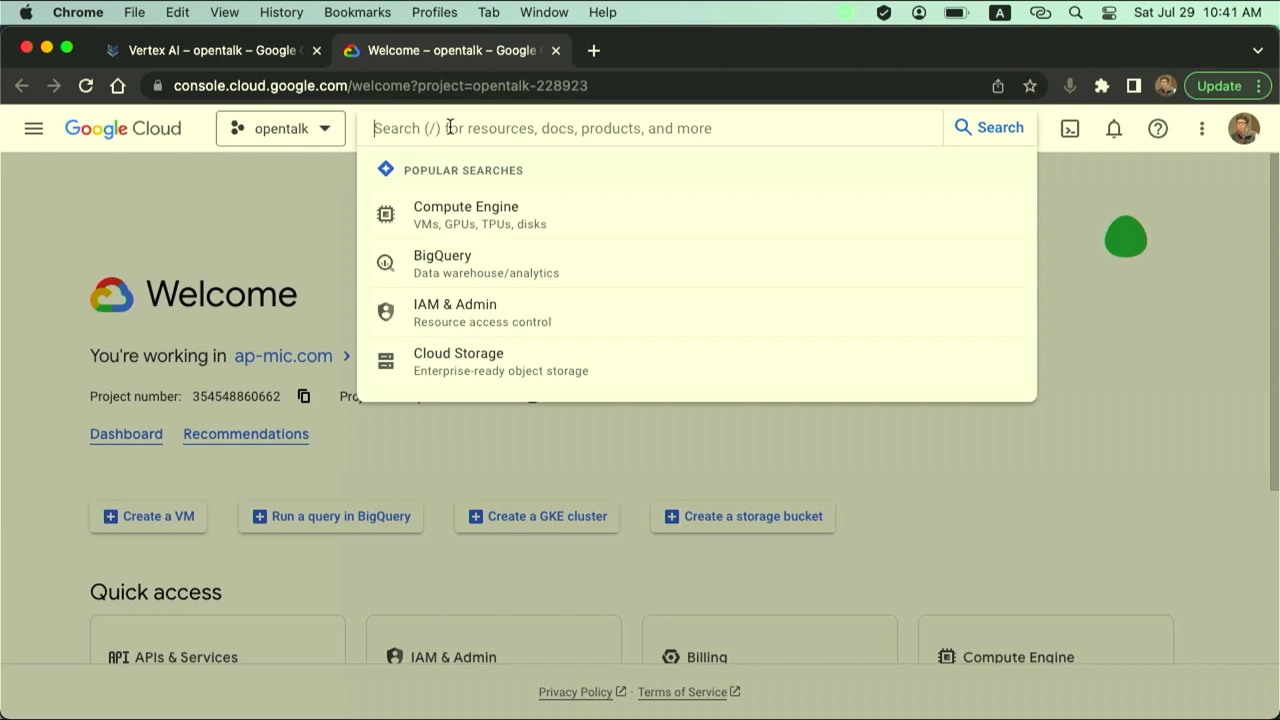 Chrome File Edit View History Bookmarks Profiles Tab Window Help A Sat Jul 29 10:41 AM
Vertex AI – opentalk – Google Welcome – opentalk – Google
console.cloud.google.com/welcome?project=opentalk-228923 Update
Google Cloud opentalk Search (/) for resources, docs, products, and more Search
POPULAR SEARCHES
Compute Engine
VMs, GPUs, TPUs, disks
BigQuery
Data warehouse/analytics
IAM & Admin
Resource access control
Cloud Storage
Enterprise-ready object storage
Welcome
You're working in ap-mic.com
Project number: 354548860662
Dashboard Recommendations
Create a VM Run a query in BigQuery Create a GKE cluster Create a storage bucket
Quick access
API APIs & Services IAM & Admin Billing Compute Engine
Privacy Policy · Terms of Service